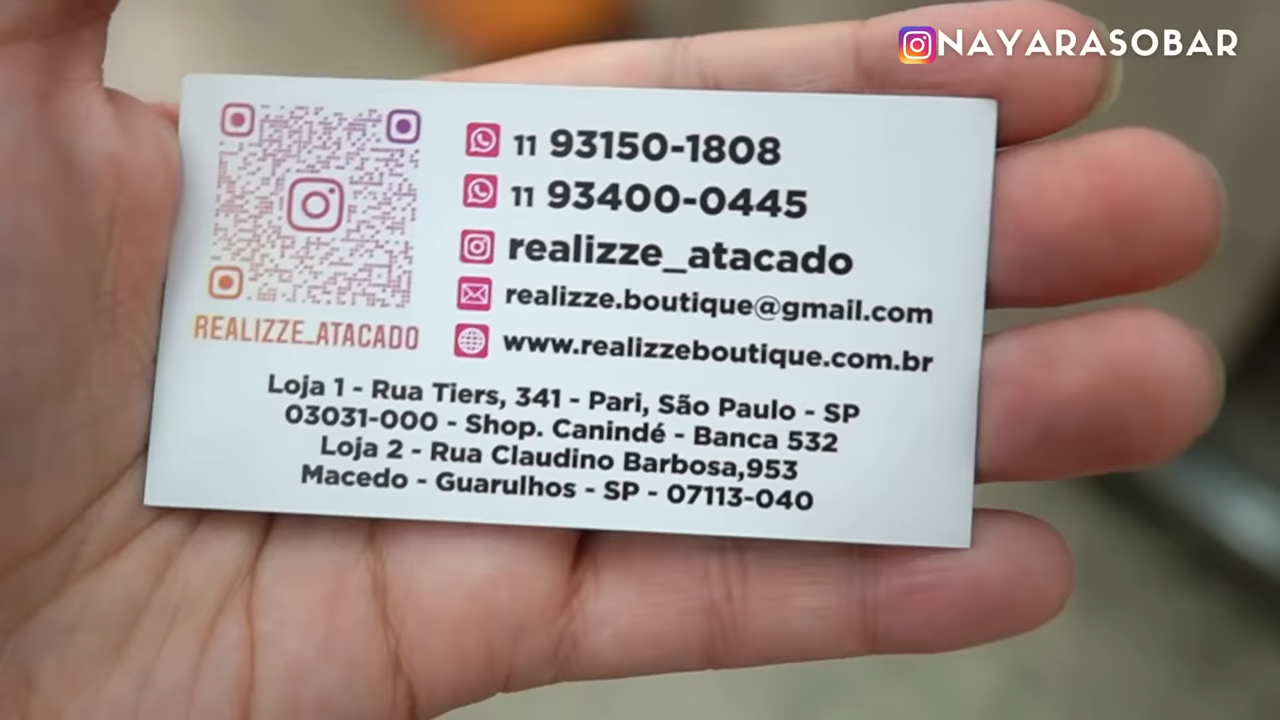 NAYARASOBAR
11 93150-1808
11 93400-0445
realizze_atacado
realizze.boutique@gmail.com
www.realizzeboutique.com.br
REALIZZE_ATACADO
Loja 1 - Rua Tiers, 341 - Pari, São Paulo - SP
03031-000 - Shop. Canindé - Banca 532
Loja 2 - Rua Claudino Barbosa,953
Macedo - Guarulhos - SP - 07113-040